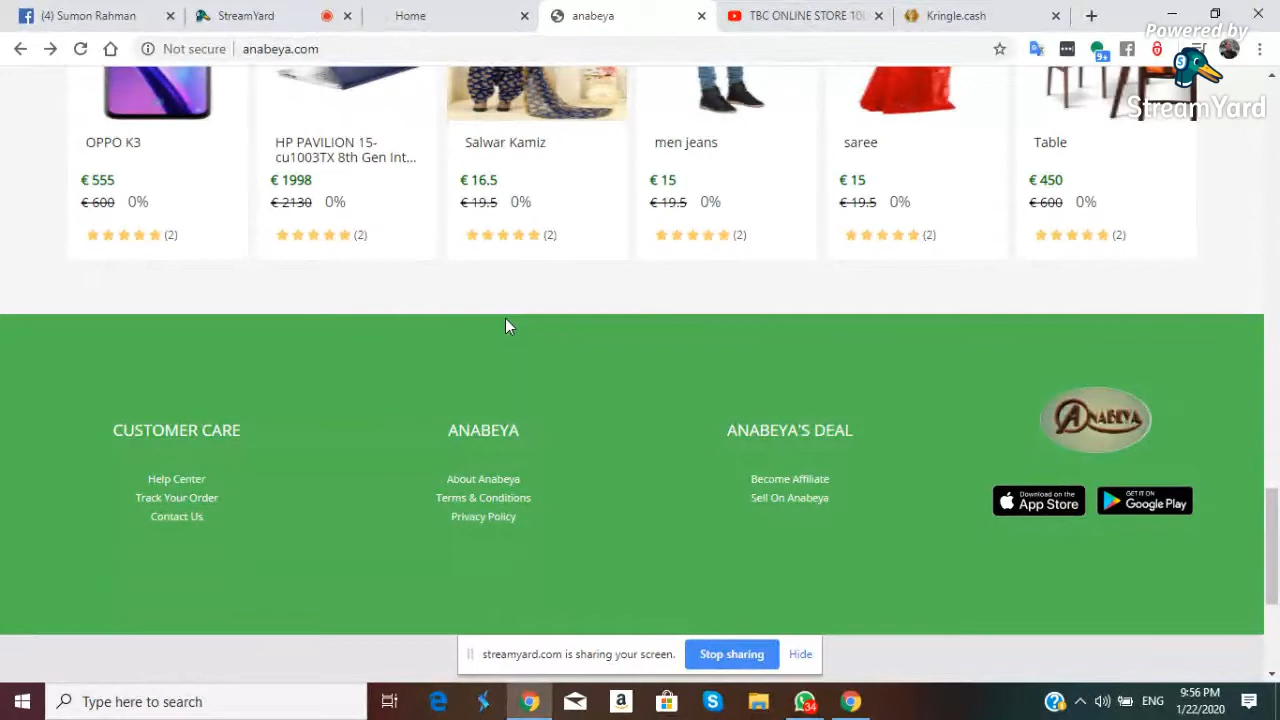 (4) Sumon Rahman
StreamYard
Home
anabeya
TBC ONLINE STORE
Kringle.cash
Powered by
StreamYard
Not secure
anabeya.com
9+
OPPO K3
€ 555
€ 600 0%
(2)
HP PAVILION 15-
cu1003TX 8th Gen Int...
€ 1998
€ 2130 0%
(2)
Salwar Kamiz
€ 16.5
€ 19.5 0%
(2)
men jeans
€ 15
€ 19.5 0%
(2)
saree
€ 15
€ 19.5 0%
(2)
Table
€ 450
€ 600 0%
(2)
CUSTOMER CARE
Help Center
Track Your Order
Contact Us
ANABEYA
About Anabeya
Terms & Conditions
Privacy Policy
ANABEYA'S DEAL
Become Affiliate
Sell On Anabeya
ANABEYA
Download on the
App Store
GET IT ON
Google Play
streamyard.com is sharing your screen.
Stop sharing
Hide
Type here to search
34
ENG
9:56 PM
1/22/2020